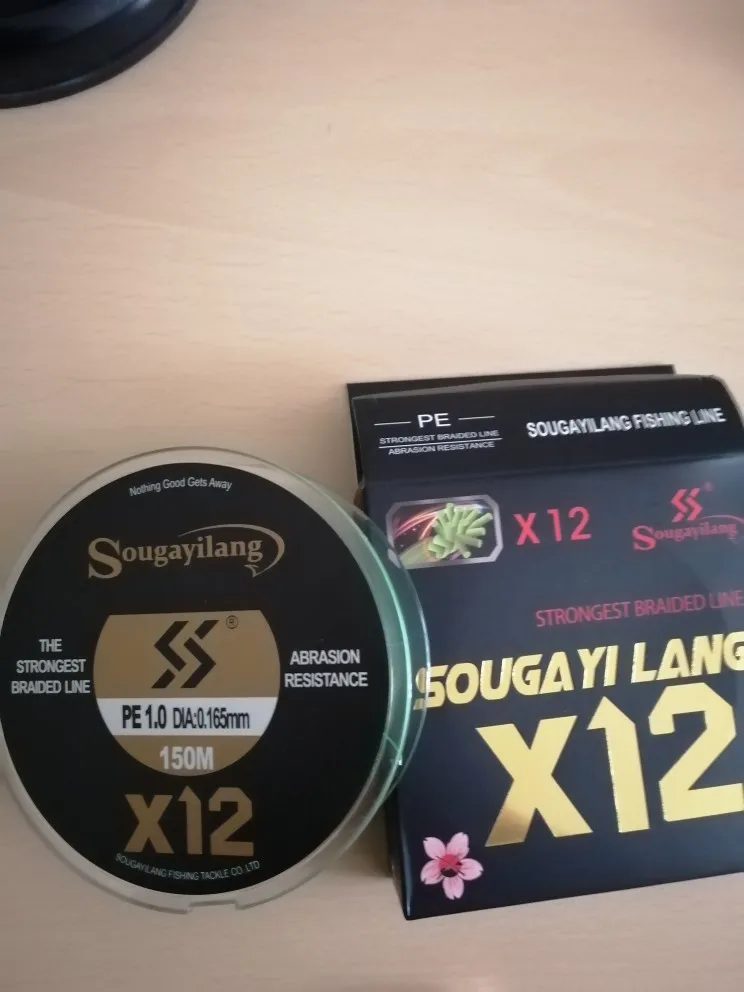 Nothing Good Gets Away
Sougayilang
THE
STRONGEST
BRAIDED LINE
®
PE 1.0 DIA:0.165mm
150M
ABRASION
RESISTANCE
X12
SOUGAYILANG FISHING TACKLE CO. LTD
PE
STRONGEST BRAIDED LINE
ABRASION RESISTANCE
SOUGAYILANG FISHING LINE
X12
®
Sougayilang
STRONGEST BRAIDED LINE
SOUGAYI LANG
X12